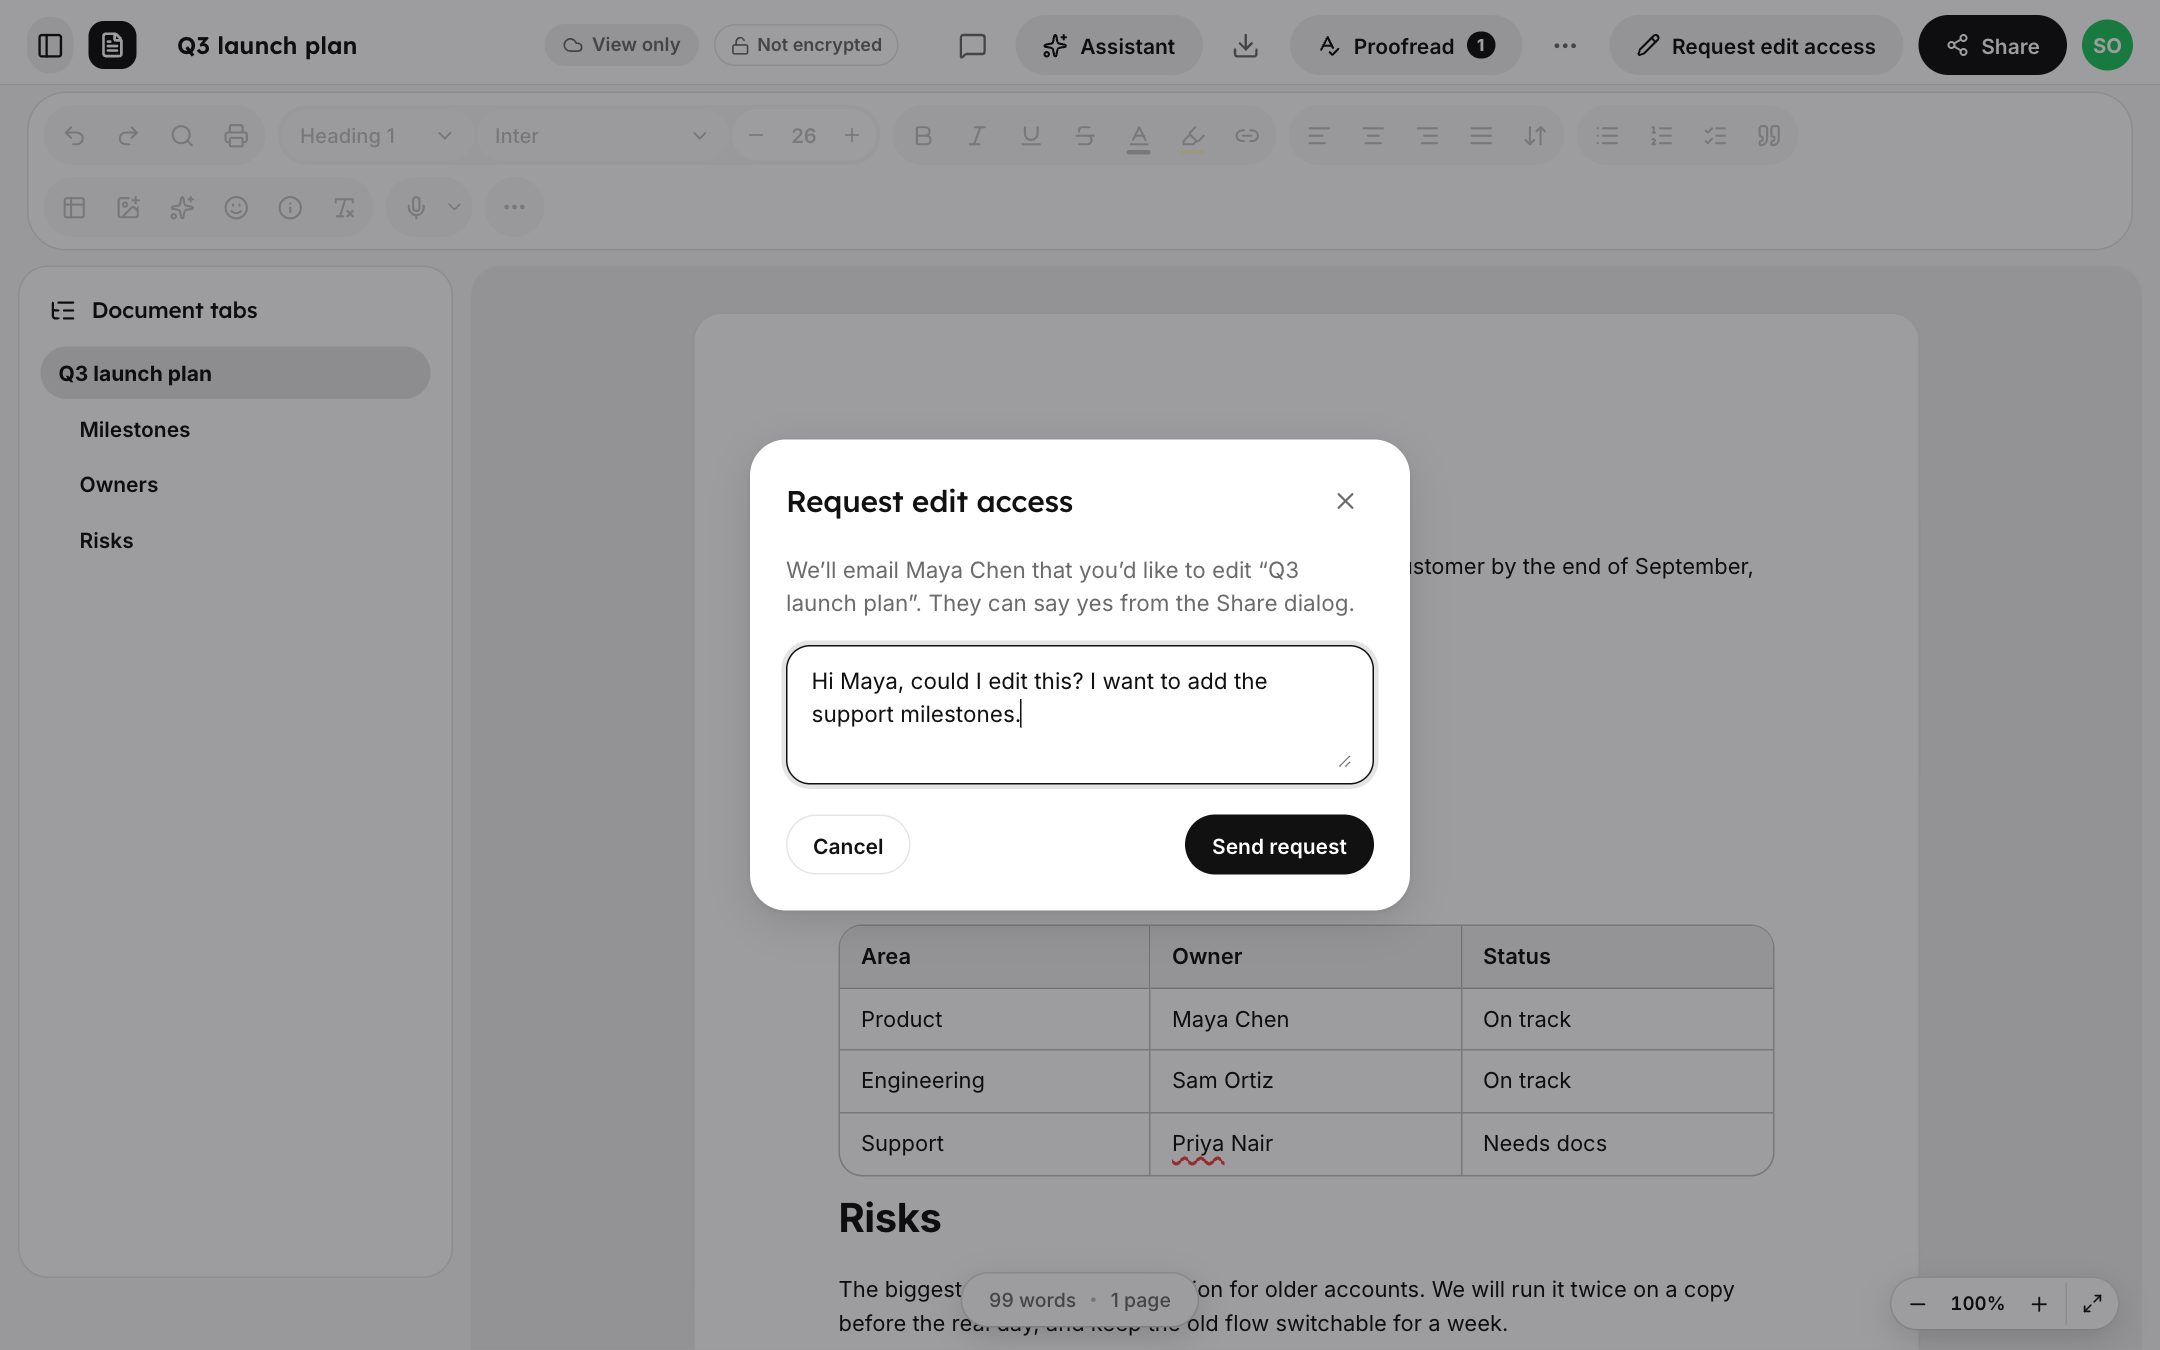 Q3 launch plan
View only
Not encrypted
Assistant
Proofread 1
Request edit access
Share
SO
Heading 1
Inter
26
Document tabs
Q3 launch plan
Milestones
Owners
Risks
Request edit access
We’ll email Maya Chen that you’d like to edit “Q3
launch plan”. They can say yes from the Share dialog.
Hi Maya, could I edit this? I want to add the
support milestones.
Cancel
Send request
by the end of September,
Area Owner Status
Product Maya Chen On track
Engineering Sam Ortiz On track
Support Priya Nair Needs docs
Risks
The biggest for older accounts. We will run it twice on a copy
before the old flow switchable for a week.
99 words • 1 page
100%